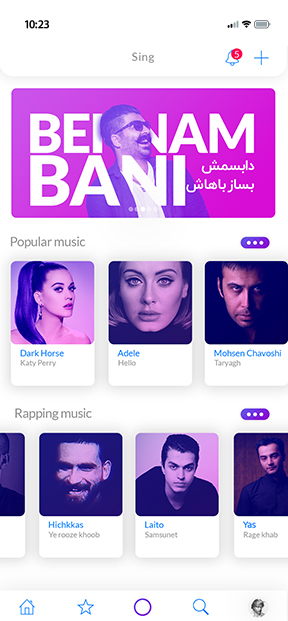 10:23
Sing
5
BEHNAM
BANI
دابسمش
بساز باهاش
Popular music
Dark Horse
Katy Perry
Adele
Hello
Mohsen Chavoshi
Taryagh
Rapping music
Hichkkas
Ye rooze khoob
Laito
Samsunet
Yas
Rage khab